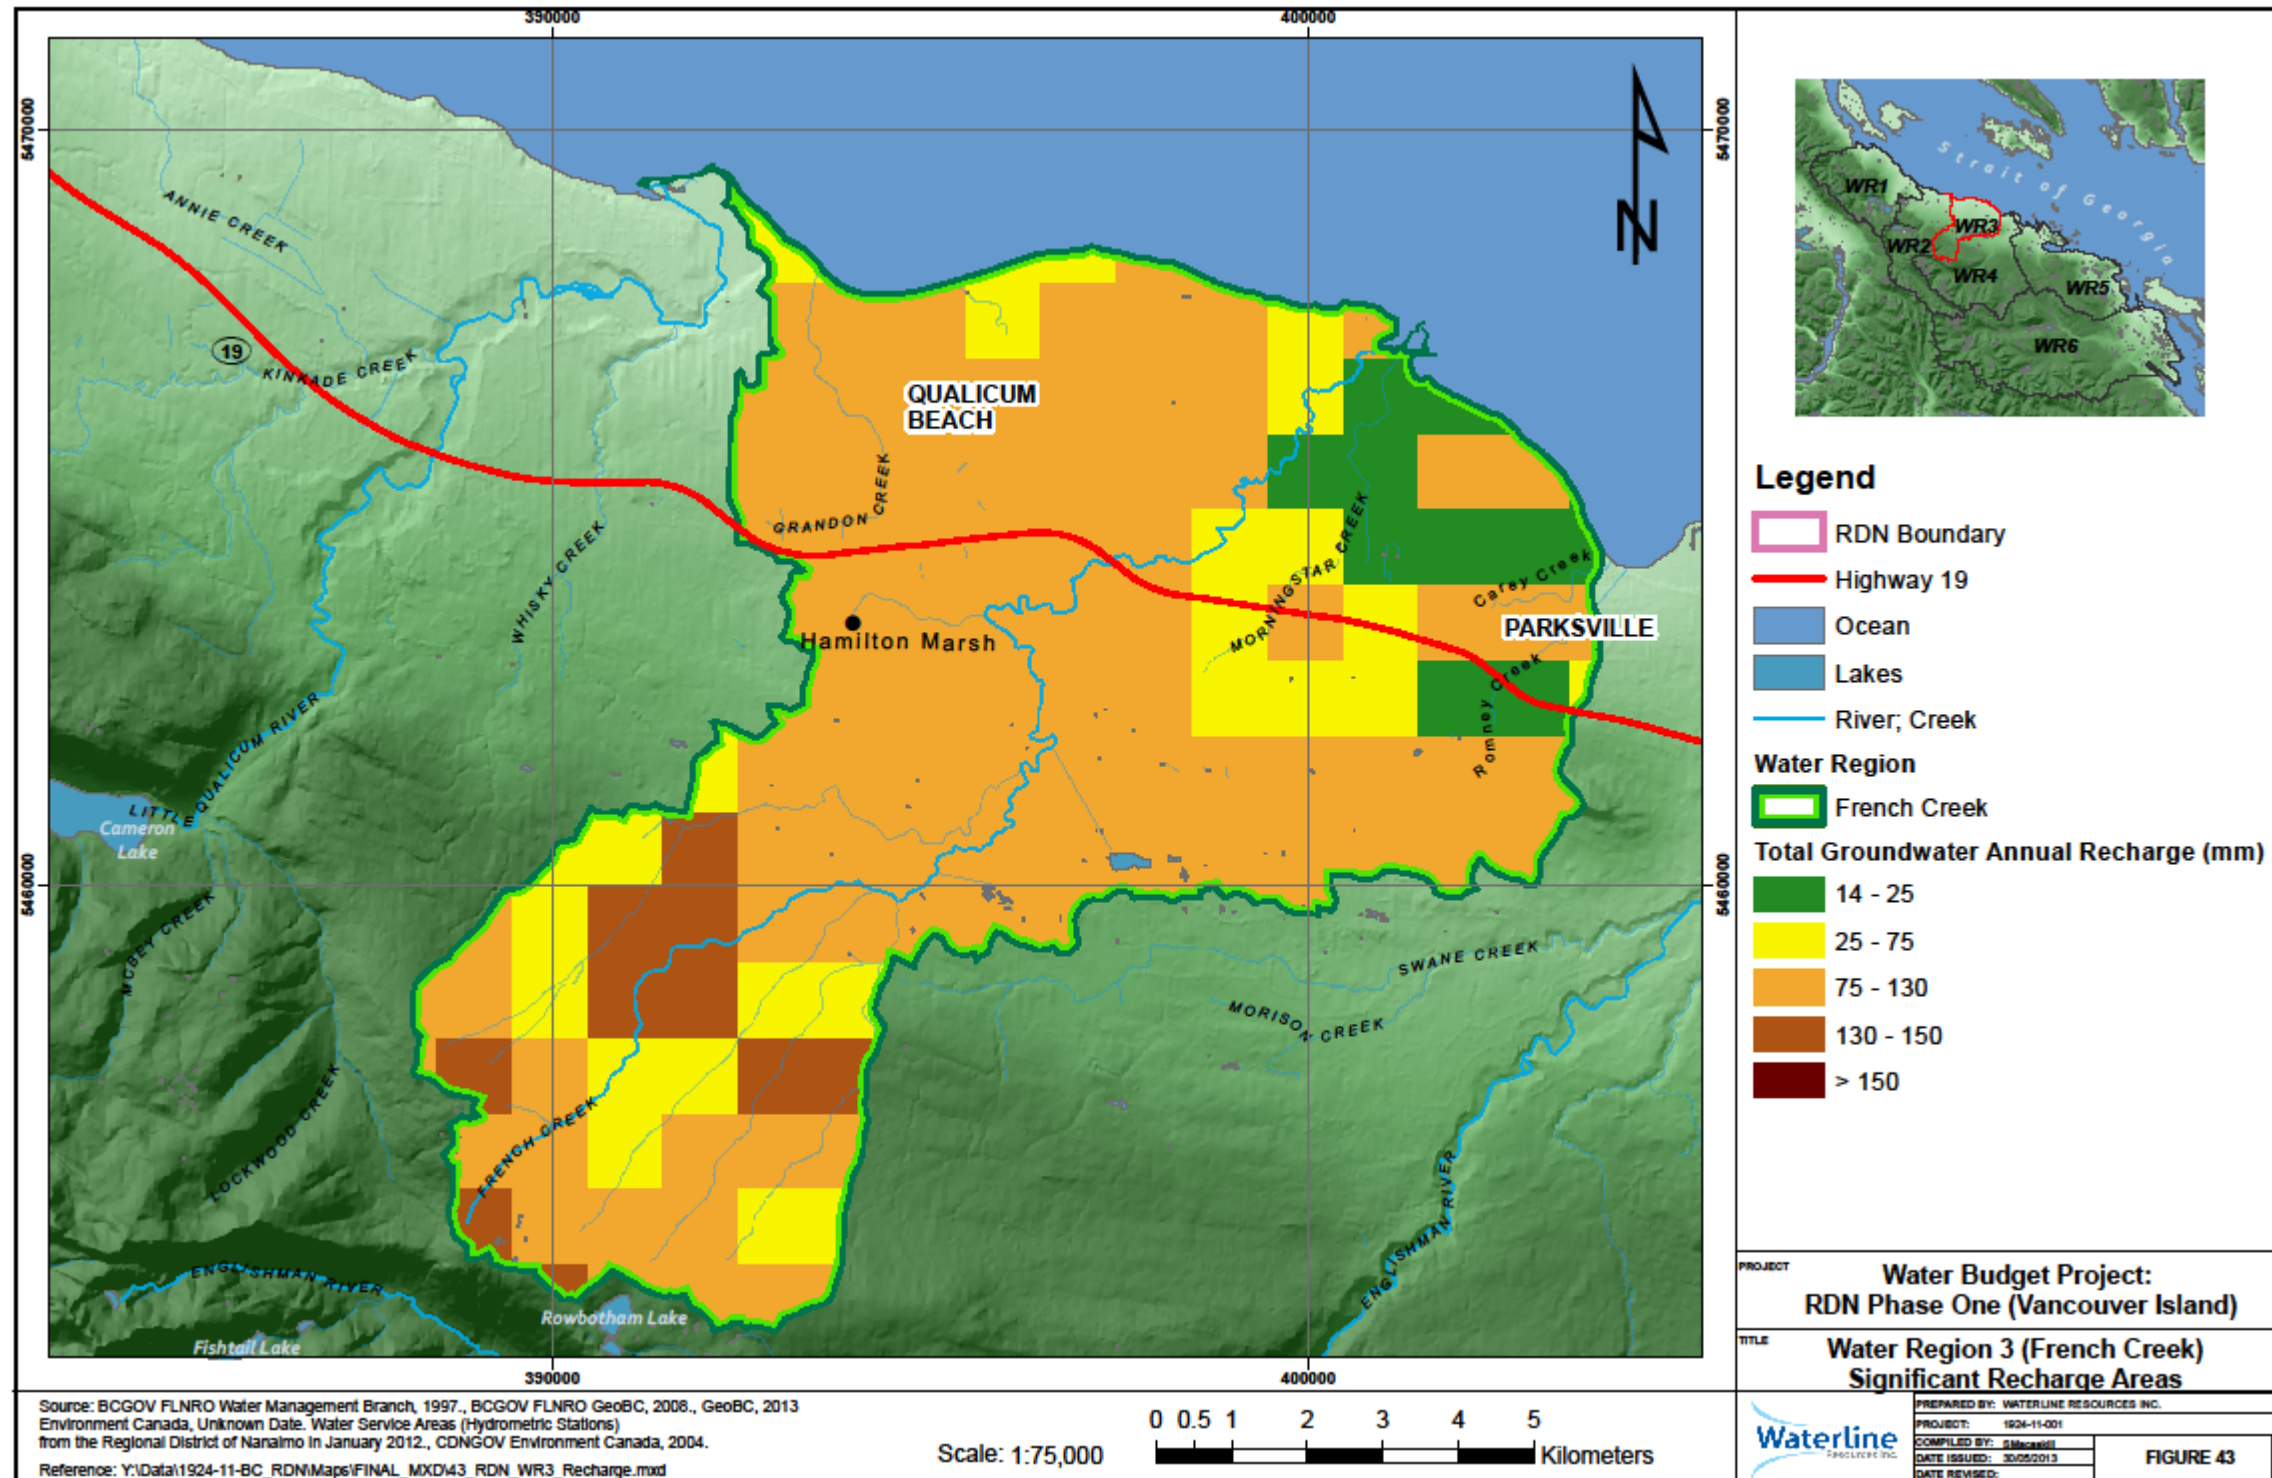 390000
400000
5470000
5470000
ANNIE CREEK
19
KINKADE CREEK
QUALICUM
BEACH
GRANDON CREEK
WHISKY CREEK
MORNINGSTAR CREEK
Carey Creek
PARKSVILLE
Hamilton Marsh
Romney Creek
LITTLE QUALICUM RIVER
Cameron
Lake
5460000
5460000
MCBEY CREEK
SWANE CREEK
MORISON CREEK
LOCKWOOD CREEK
FRENCH CREEK
ENGLISHMAN RIVER
ENGLISHMAN RIVER
Rowbotham Lake
Fishtail Lake
390000
400000
N
Strait of Georgia
WR1
WR2
WR3
WR4
WR5
WR6
Legend
RDN Boundary
Highway 19
Ocean
Lakes
River; Creek
Water Region
French Creek
Total Groundwater Annual Recharge (mm)
14 - 25
25 - 75
75 - 130
130 - 150
> 150
PROJECT
Water Budget Project:
RDN Phase One (Vancouver Island)
TITLE
Water Region 3 (French Creek)
Significant Recharge Areas
Source: BCGOV FLNRO Water Management Branch, 1997., BCGOV FLNRO GeoBC, 2008., GeoBC, 2013
Environment Canada, Unknown Date. Water Service Areas (Hydrometric Stations)
from the Regional District of Nanaimo in January 2012., CDNGOV Environment Canada, 2004.
Reference: Y:\Data\1924-11-BC_RDN\Maps\FINAL_MXD\43_RDN_WR3_Recharge.mxd
Scale: 1:75,000
0 0.5 1 2 3 4 5
Kilometers
Waterline
Resources Inc.
PREPARED BY: WATERLINE RESOURCES INC.
PROJECT: 1924-11-001
COMPILED BY:
DATE ISSUED: 30/05/2013
DATE REVISED:
FIGURE 43